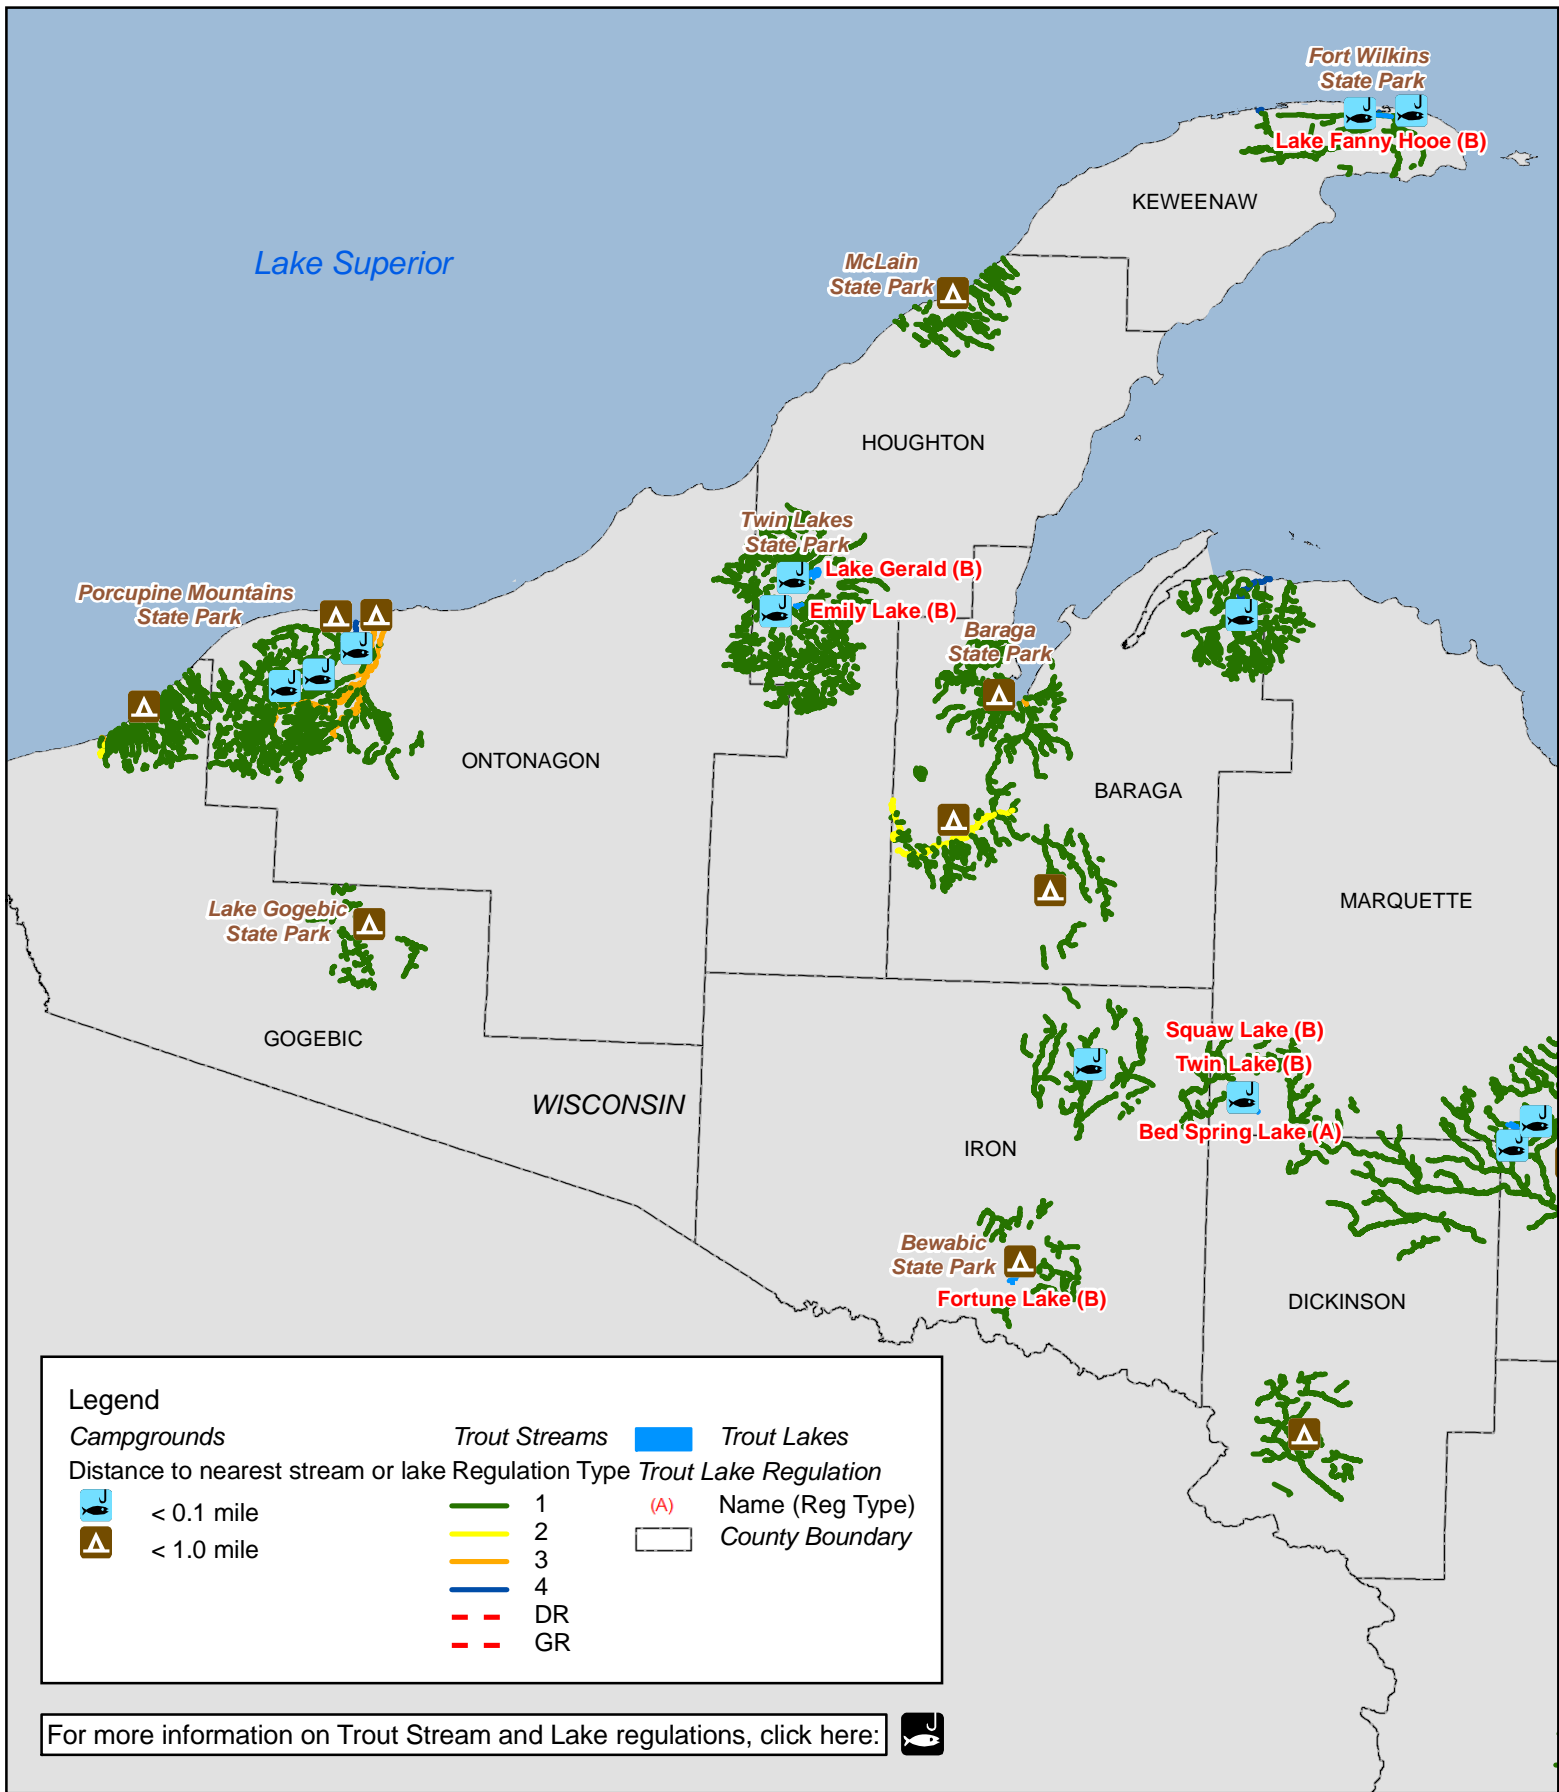 Fort Wilkins
State Park
Lake Fanny Hooe (B)
KEWEENAW
Lake Superior
McLain
State Park
HOUGHTON
Twin Lakes
State Park
Lake Gerald (B)
Emily Lake (B)
Porcupine Mountains
State Park
Baraga
State Park
ONTONAGON
BARAGA
MARQUETTE
Lake Gogebic
State Park
GOGEBIC
Squaw Lake (B)
Twin Lake (B)
WISCONSIN
Bed Spring Lake (A)
IRON
Bewabic
State Park
Fortune Lake (B)
DICKINSON
Legend
Campgrounds
Distance to nearest stream or lake
< 0.1 mile
< 1.0 mile
Trout Streams
Regulation Type
1
2
3
4
DR
GR
Trout Lakes
Trout Lake Regulation
(A) Name (Reg Type)
County Boundary
For more information on Trout Stream and Lake regulations, click here: